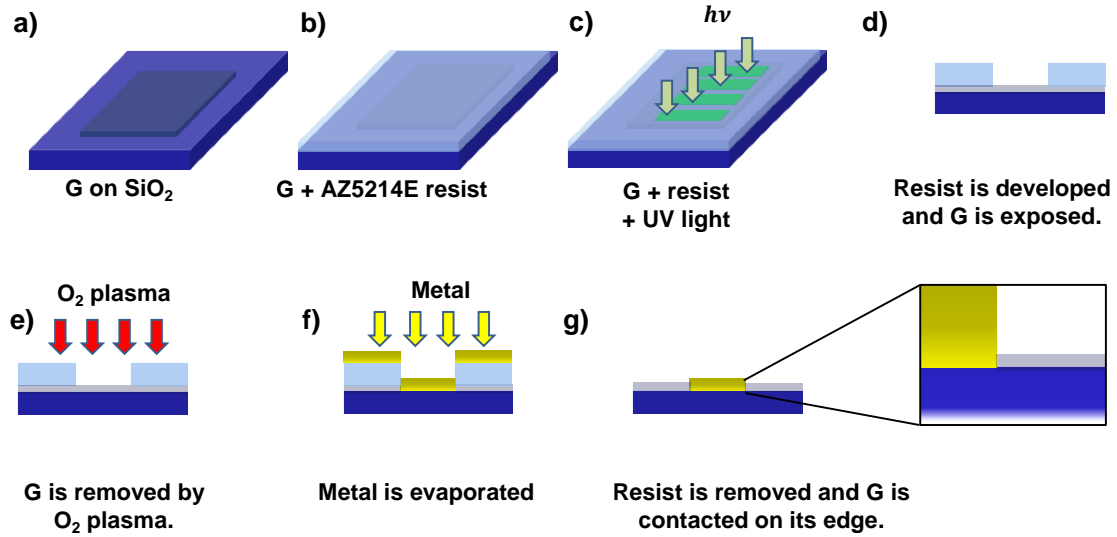 a)
b)
c)
hν
d)
G on SiO₂
G + AZ5214E resist
G + resist
+ UV light
Resist is developed
and G is exposed.
e)
O₂ plasma
f)
Metal
g)
G is removed by
O₂ plasma.
Metal is evaporated
Resist is removed and G is
contacted on its edge.